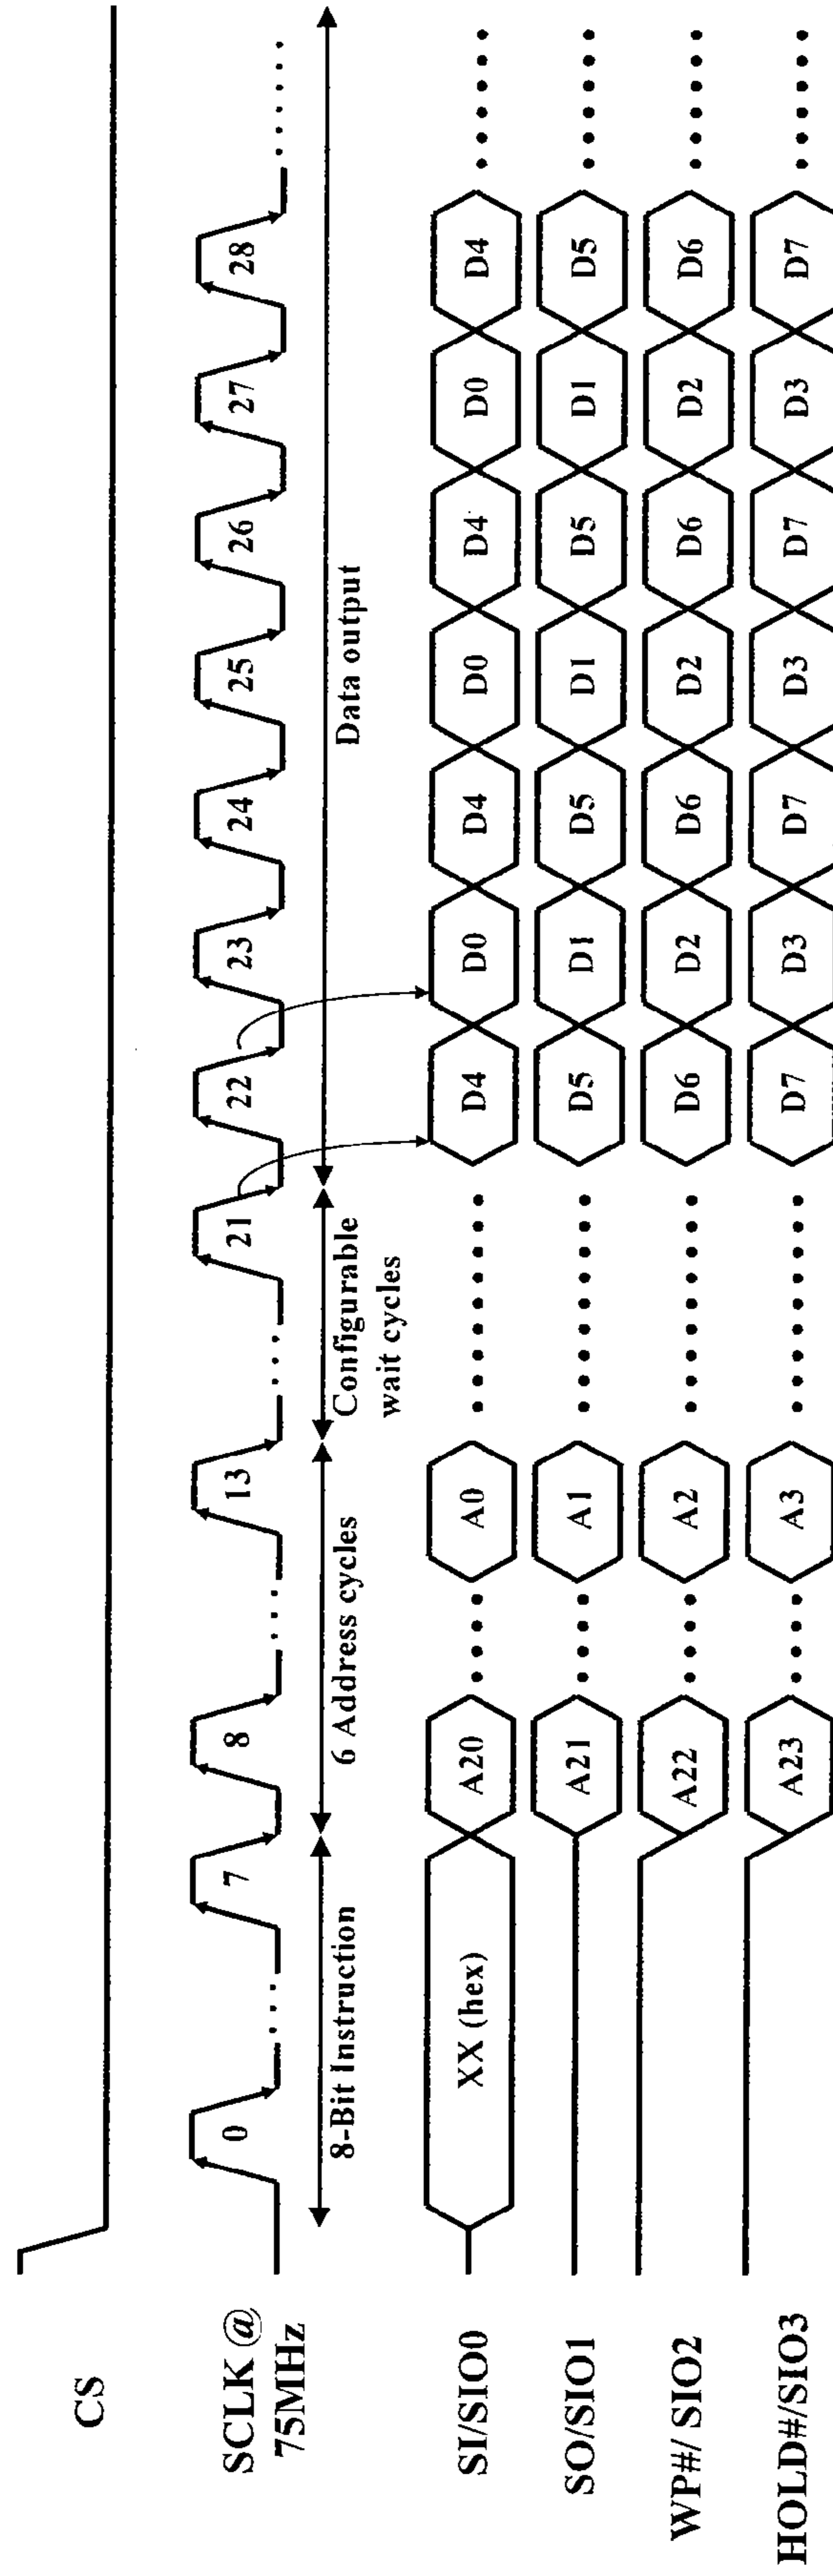 CS
SCLK @
75MHz
0
7
8
13
21
22
23
24
25
26
27
28
8-Bit Instruction
6 Address cycles
Configurable
wait cycles
Data output
SI/SIO0
XX (hex)
A20
A0
D4
D0
D4
D0
D4
D0
D4
SO/SIO1
A21
A1
D5
D1
D5
D1
D5
D1
D5
WP#/ SIO2
A22
A2
D6
D2
D6
D2
D6
D2
D6
HOLD#/SIO3
A23
A3
D7
D3
D7
D3
D7
D3
D7